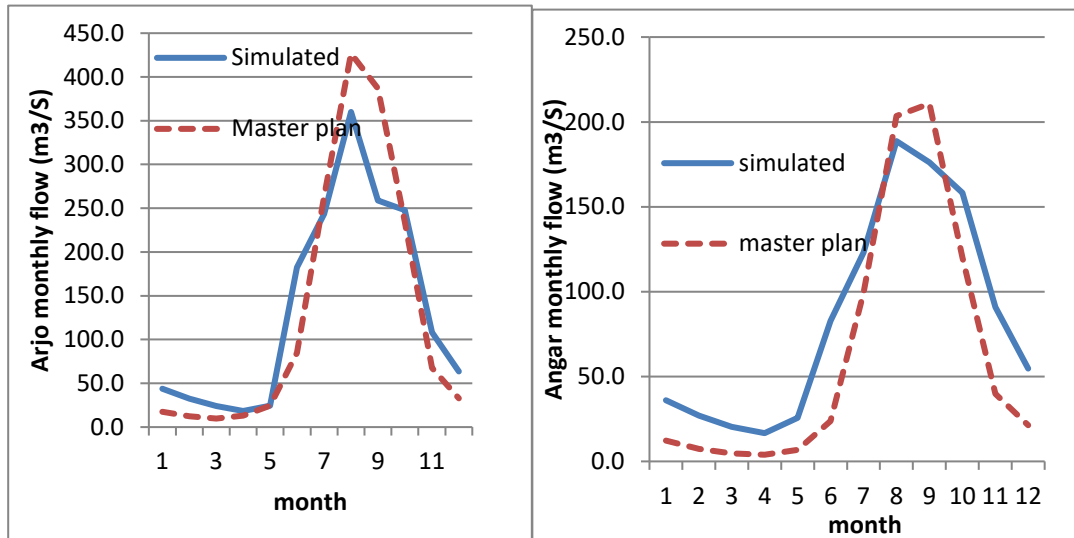 Arjo monthly flow (m3/S)
450.0
400.0
350.0
300.0
250.0
200.0
150.0
100.0
50.0
0.0
Simulated
Master plan
1 3 5 7 9 11
month
Angar monthly flow (m3/S)
250.0
200.0
150.0
100.0
50.0
0.0
simulated
master plan
1 2 3 4 5 6 7 8 9 10 11 12
month